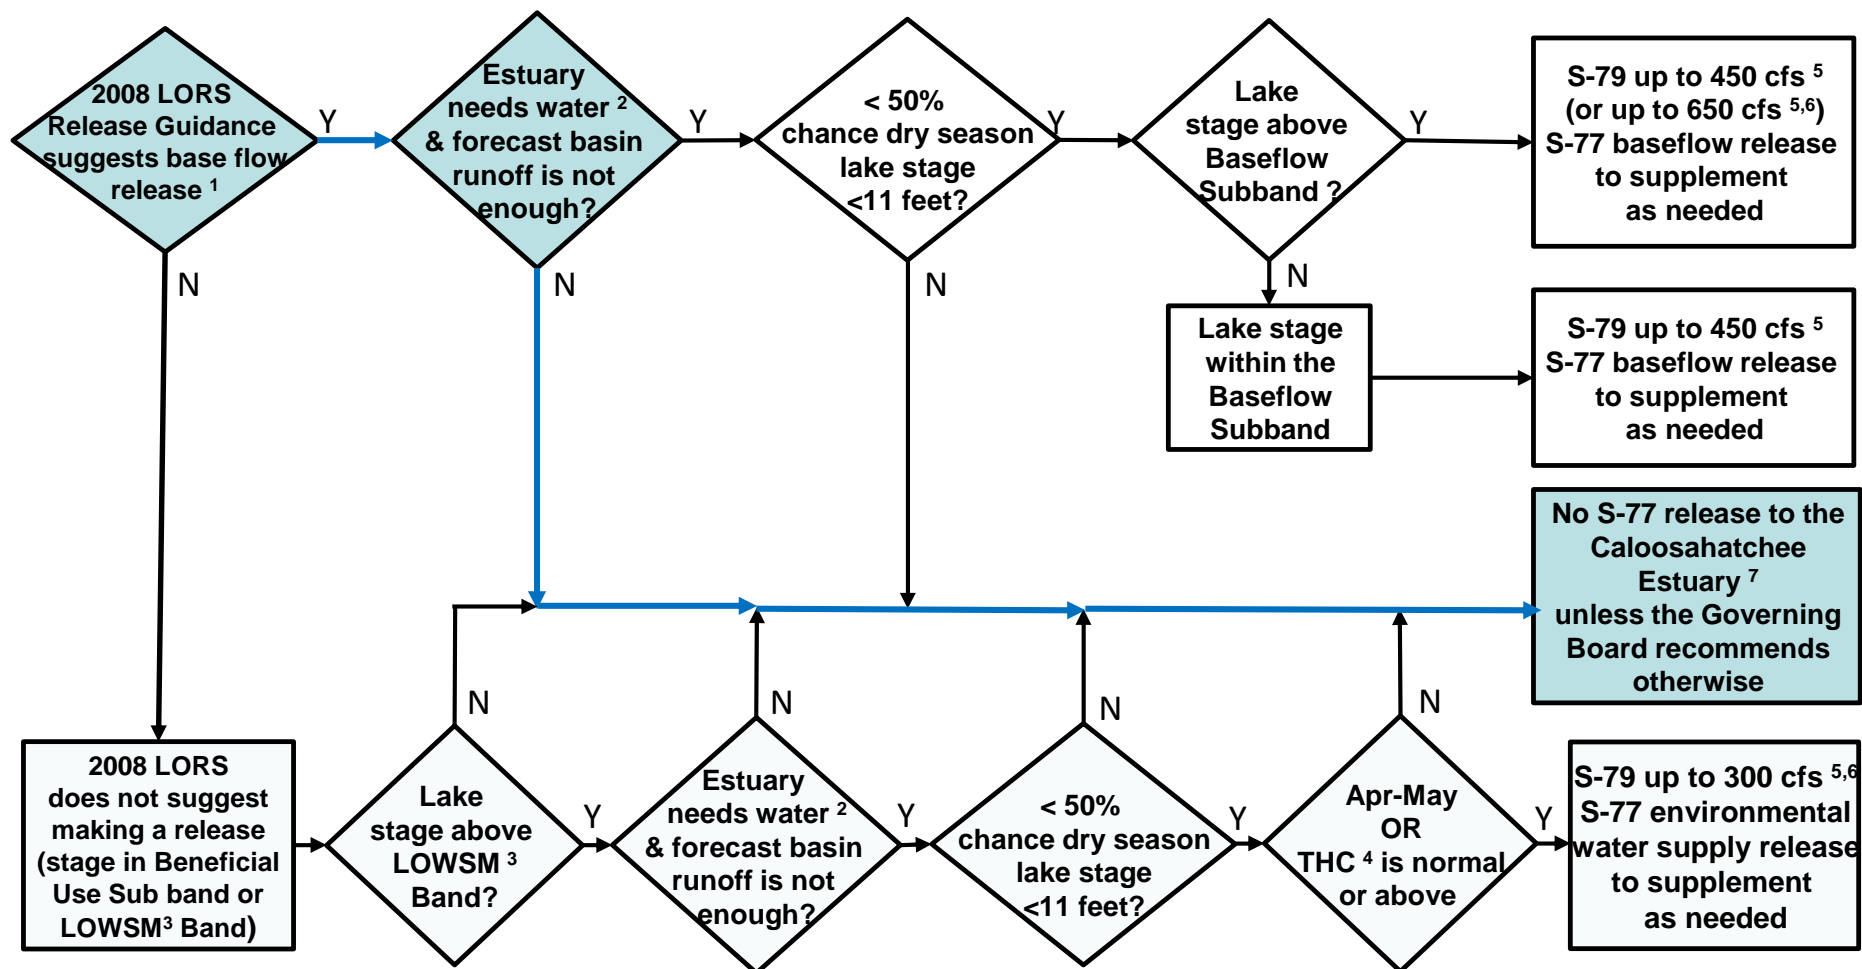 2008 LORS
Release Guidance
suggests base flow
release 1
Y
N
Estuary
needs water 2
& forecast basin
runoff is not
enough?
Y
N
< 50%
chance dry season
lake stage
<11 feet?
Y
N
Lake
stage above
Baseflow
Subband ?
Y
N
S-79 up to 450 cfs 5
(or up to 650 cfs 5,6)
S-77 baseflow release
to supplement
as needed
Lake stage
within the
Baseflow
Subband
S-79 up to 450 cfs 5
S-77 baseflow release
to supplement
as needed
No S-77 release to the
Caloosahatchee
Estuary 7
unless the Governing
Board recommends
otherwise
2008 LORS
does not suggest
making a release
(stage in Beneficial
Use Sub band or
LOWSM3 Band)
Lake
stage above
LOWSM 3
Band?
N
Y
Estuary
needs water 2
& forecast basin
runoff is not
enough?
N
Y
< 50%
chance dry season
lake stage
<11 feet?
N
Y
Apr-May
OR
THC 4 is normal
or above
N
Y
S-79 up to 300 cfs 5,6
S-77 environmental
water supply release
to supplement
as needed